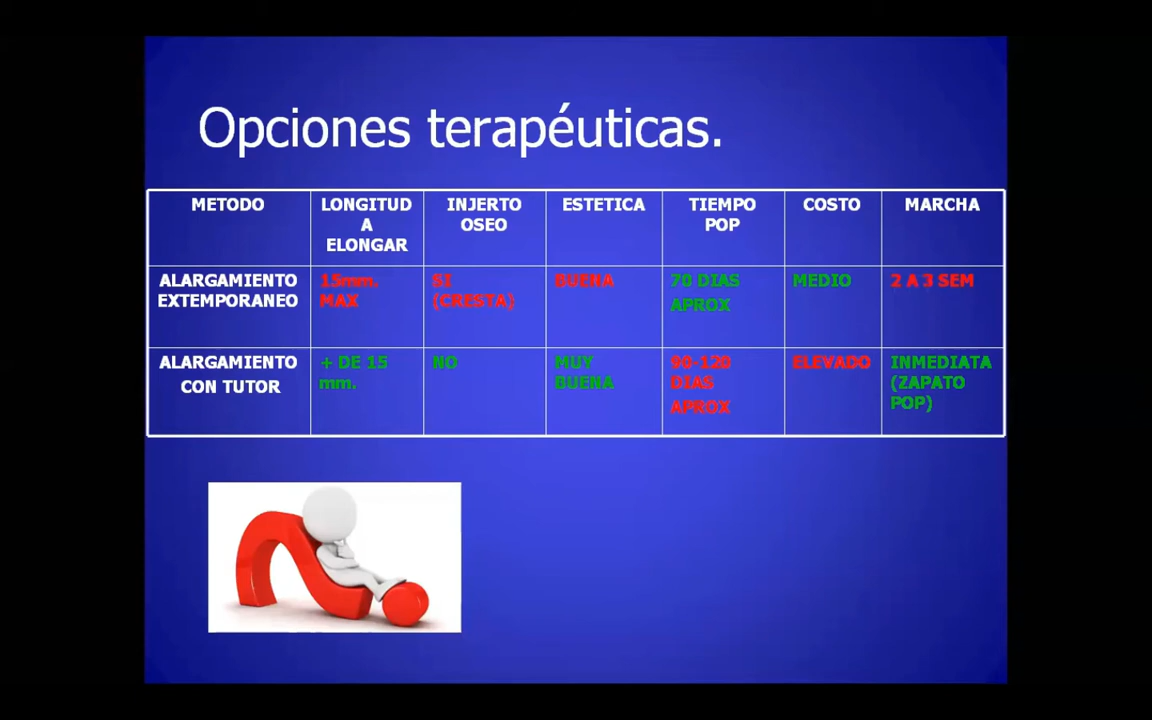 Opciones terapéuticas.
METODO
LONGITUD
A
ELONGAR
INJERTO
OSEO
ESTETICA
TIEMPO
POP
COSTO
MARCHA
ALARGAMIENTO
EXTEMPORANEO
15mm.
MAX
SI
(CRESTA)
BUENA
70 DIAS
APROX
MEDIO
2 A 3 SEM
ALARGAMIENTO
CON TUTOR
+ DE 15
mm.
NO
MUY
BUENA
90-120
DIAS
APROX
ELEVADO
INMEDIATA
(ZAPATO
POP)